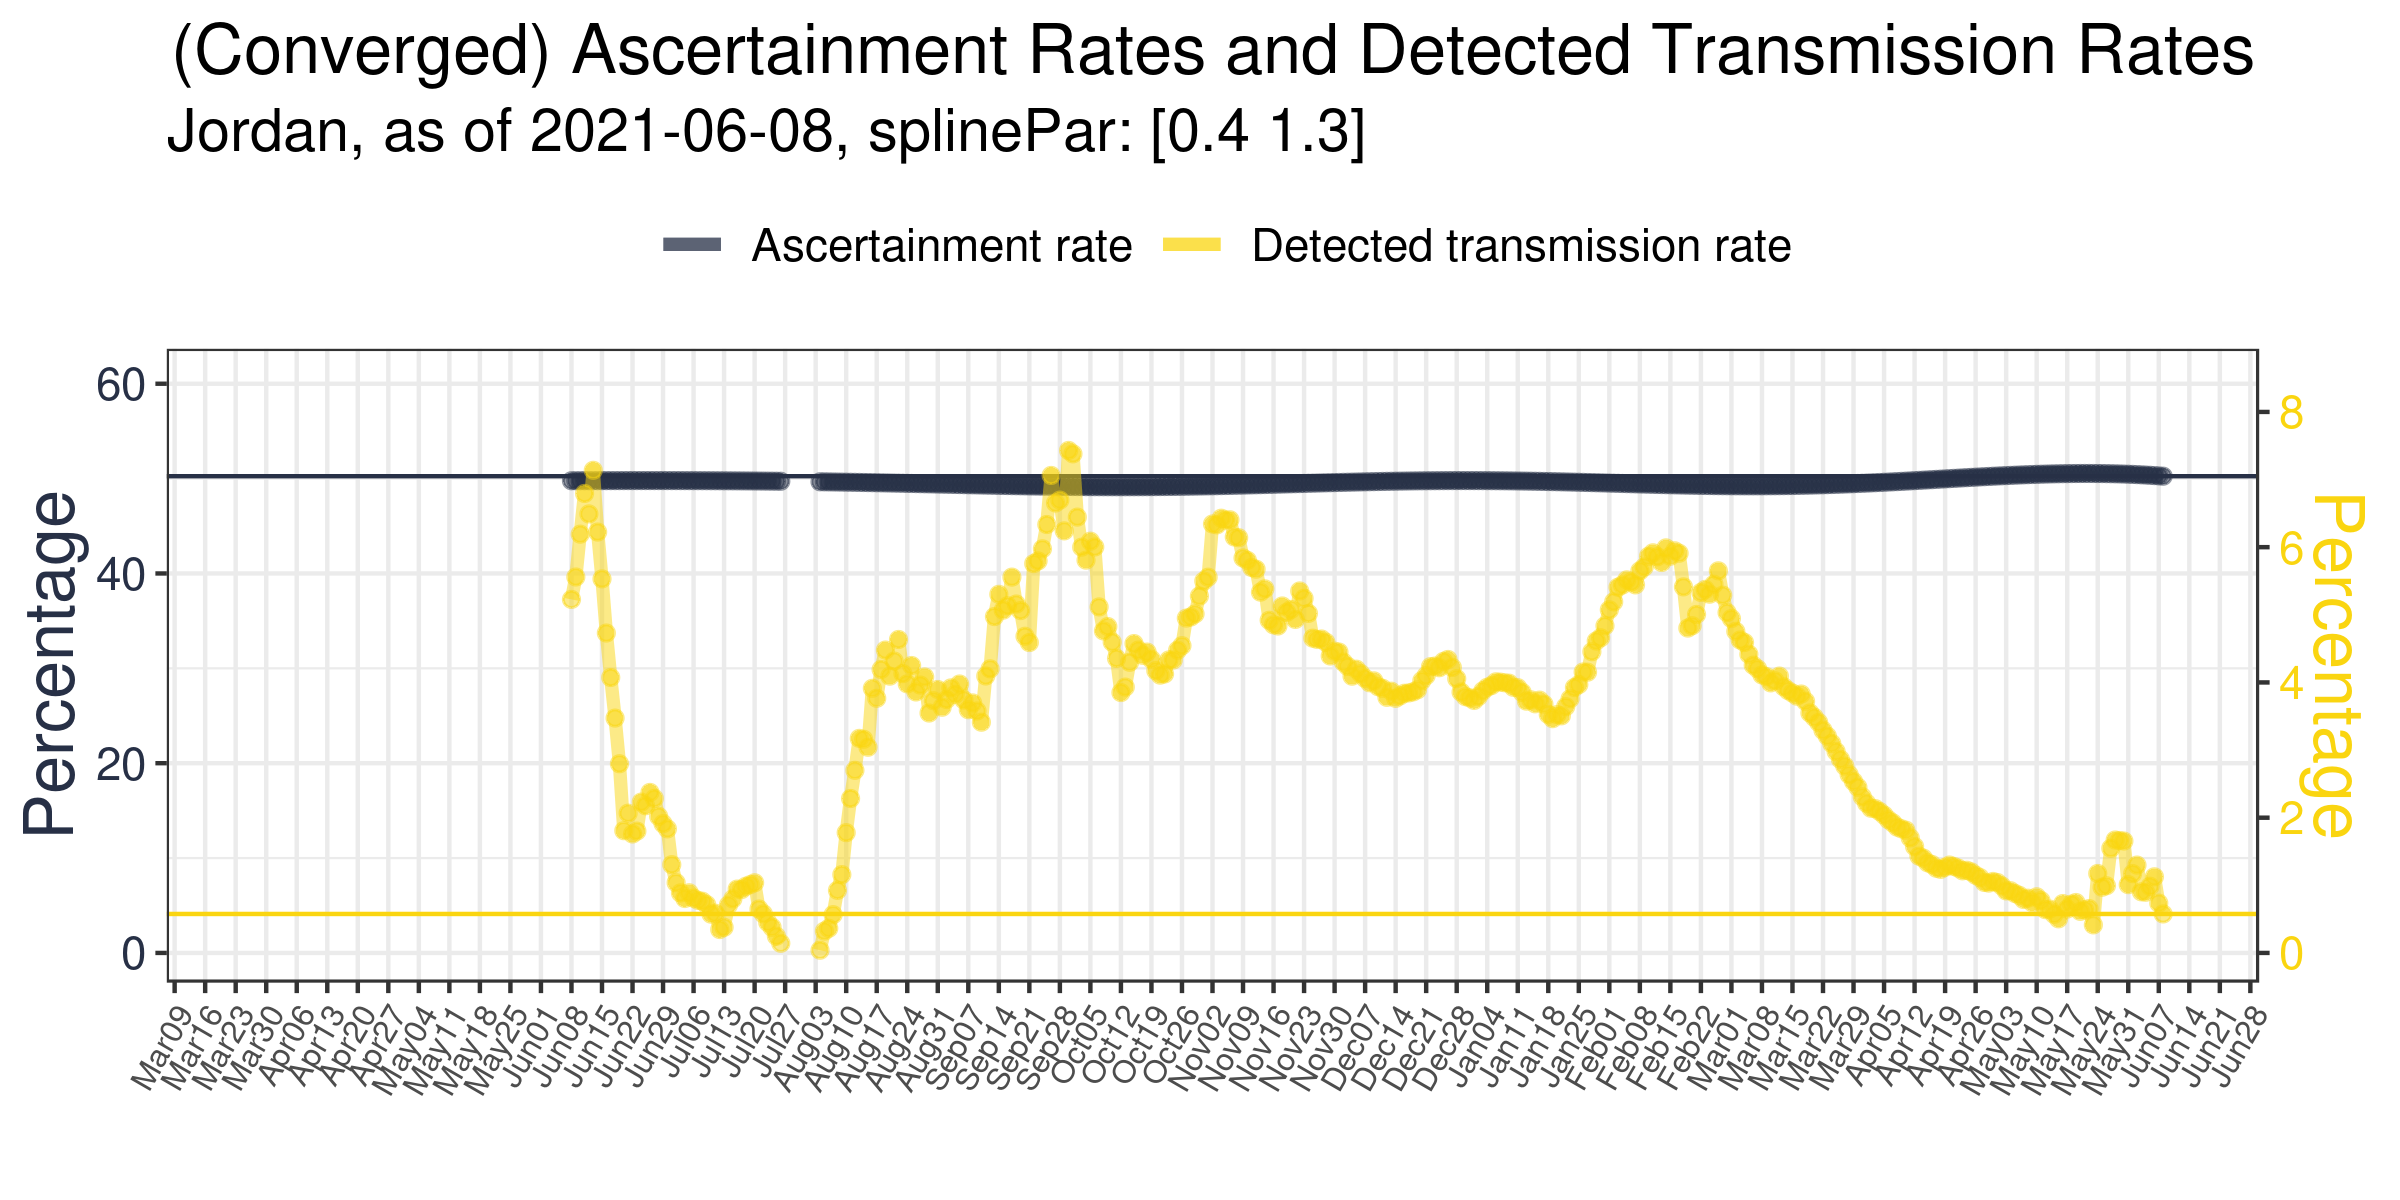 (Converged) Ascertainment Rates and Detected Transmission Rates
Jordan, as of 2021-06-08, splinePar: [0.4 1.3]
Ascertainment rate Detected transmission rate
Percentage
60
40
20
0
8
6
4
2
0
Percentage
Mar09 Mar16 Mar23 Mar30 Apr06 Apr13 Apr20 Apr27 May04 May11 May18 May25 Jun01 Jun08 Jun15 Jun22 Jun29 Jul06 Jul13 Jul20 Jul27 Aug03 Aug10 Aug17 Aug24 Aug31 Sep07 Sep14 Sep21 Sep28 Oct05 Oct12 Oct19 Oct26 Nov02 Nov09 Nov16 Nov23 Nov30 Dec07 Dec14 Dec21 Dec28 Jan04 Jan11 Jan18 Jan25 Feb01 Feb08 Feb15 Feb22 Mar01 Mar08 Mar15 Mar22 Mar29 Apr05 Apr12 Apr19 Apr26 May03 May10 May17 May24 May31 Jun07 Jun14 Jun21 Jun28